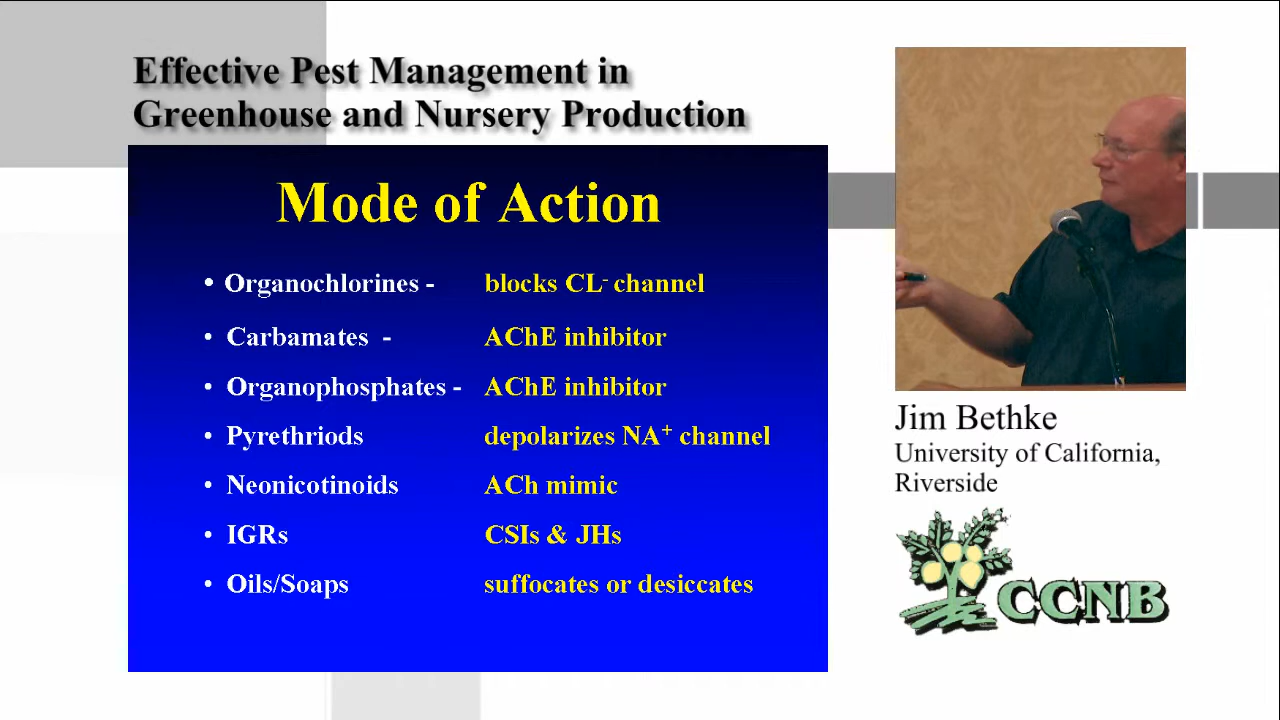 Effective Pest Management in
Greenhouse and Nursery Production
Mode of Action
• Organochlorines - blocks CL- channel
• Carbamates - AChE inhibitor
• Organophosphates - AChE inhibitor
• Pyrethriods depolarizes NA+ channel
• Neonicotinoids ACh mimic
• IGRs CSIs & JHs
• Oils/Soaps suffocates or desiccates
Jim Bethke
University of California,
Riverside
CCNB